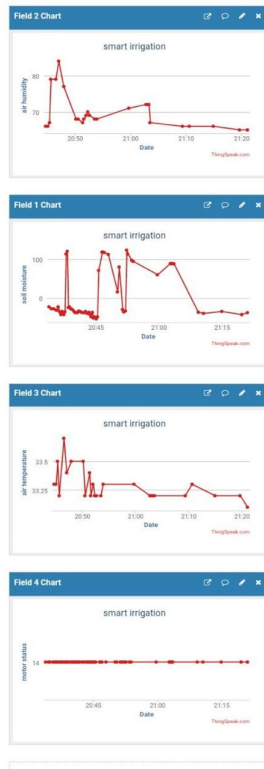 Field 2 Chart
smart irrigation
air humidity
80
70
20:50 21:00 21:10 21:20
Date
ThingSpeak.com
Field 1 Chart
smart irrigation
soil moisture
100
0
20:45 21:00 21:15
Date
ThingSpeak.com
Field 3 Chart
smart irrigation
air temperature
33.5
33.25
20:50 21:00 21:10 21:20
Date
ThingSpeak.com
Field 4 Chart
smart irrigation
motor status
14
20:45 21:00 21:15
Date
ThingSpeak.com